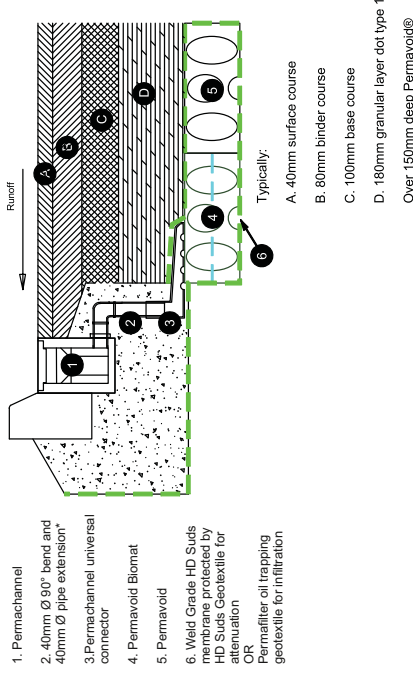 Runoff
A
B
C
D
1
2
3
4
5
6
1. Permachannel
2. 40mm Ø 90° bend and
40mm Ø pipe extension*
3.Permachannel universal
connector
4. Permavoid Biomat
5. Permavoid
6. Weld Grade HD Suds
membrane protected by
HD Suds Geotextile for
attenuation
OR
Permafilter oil trapping
geotextile for infiltration
Typically:
A. 40mm surface course
B. 80mm binder course
C. 100mm base course
D. 180mm granular layer dot type 1
Over 150mm deep Permavoid®